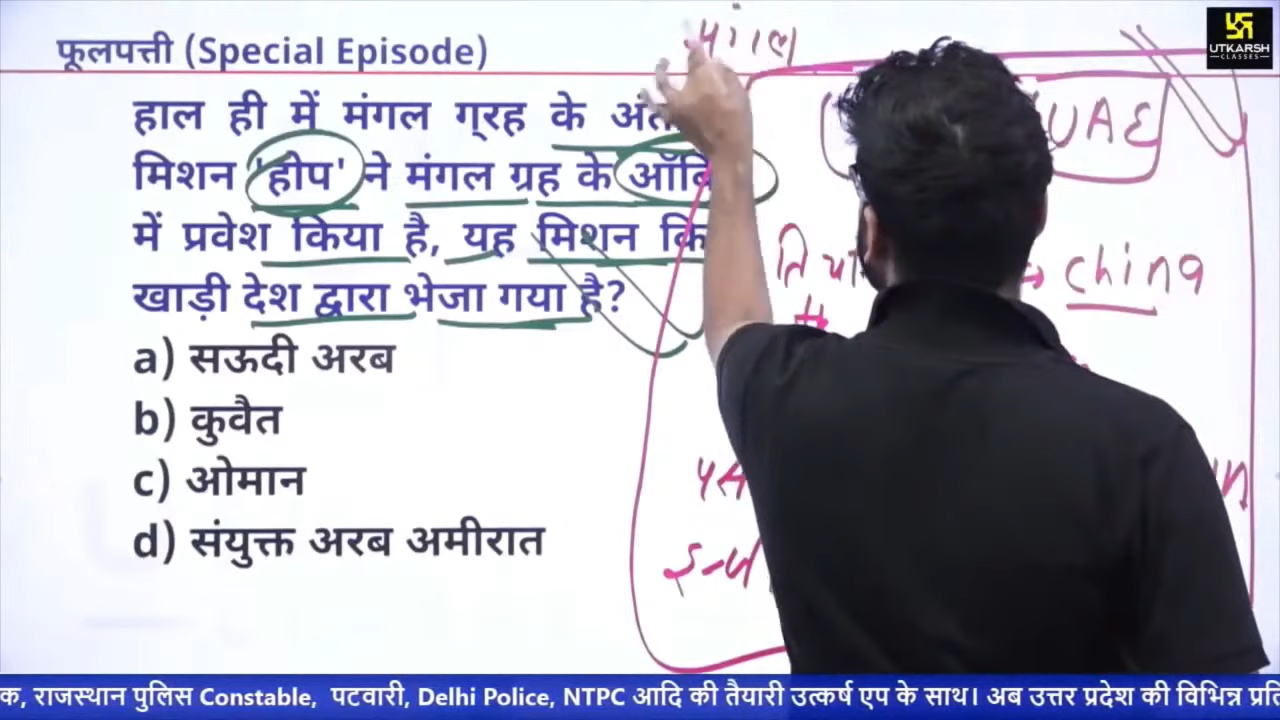 फूलपत्ती (Special Episode)
मंगल
UTKARSH
CLASSES
हाल ही में मंगल ग्रह के
मिशन 'होप' ने मंगल ग्रह के
में प्रवेश किया है, यह मिशन
खाड़ी देश द्वारा भेजा गया है?
a) सऊदी अरब
b) कुवैत
c) ओमान
d) संयुक्त अरब अमीरात
UAE
china
क, राजस्थान पुलिस Constable, पटवारी, Delhi Police, NTPC आदि की तैयारी उत्कर्ष एप के साथ। अब उत्तर प्रदेश की विभिन्न प्रति